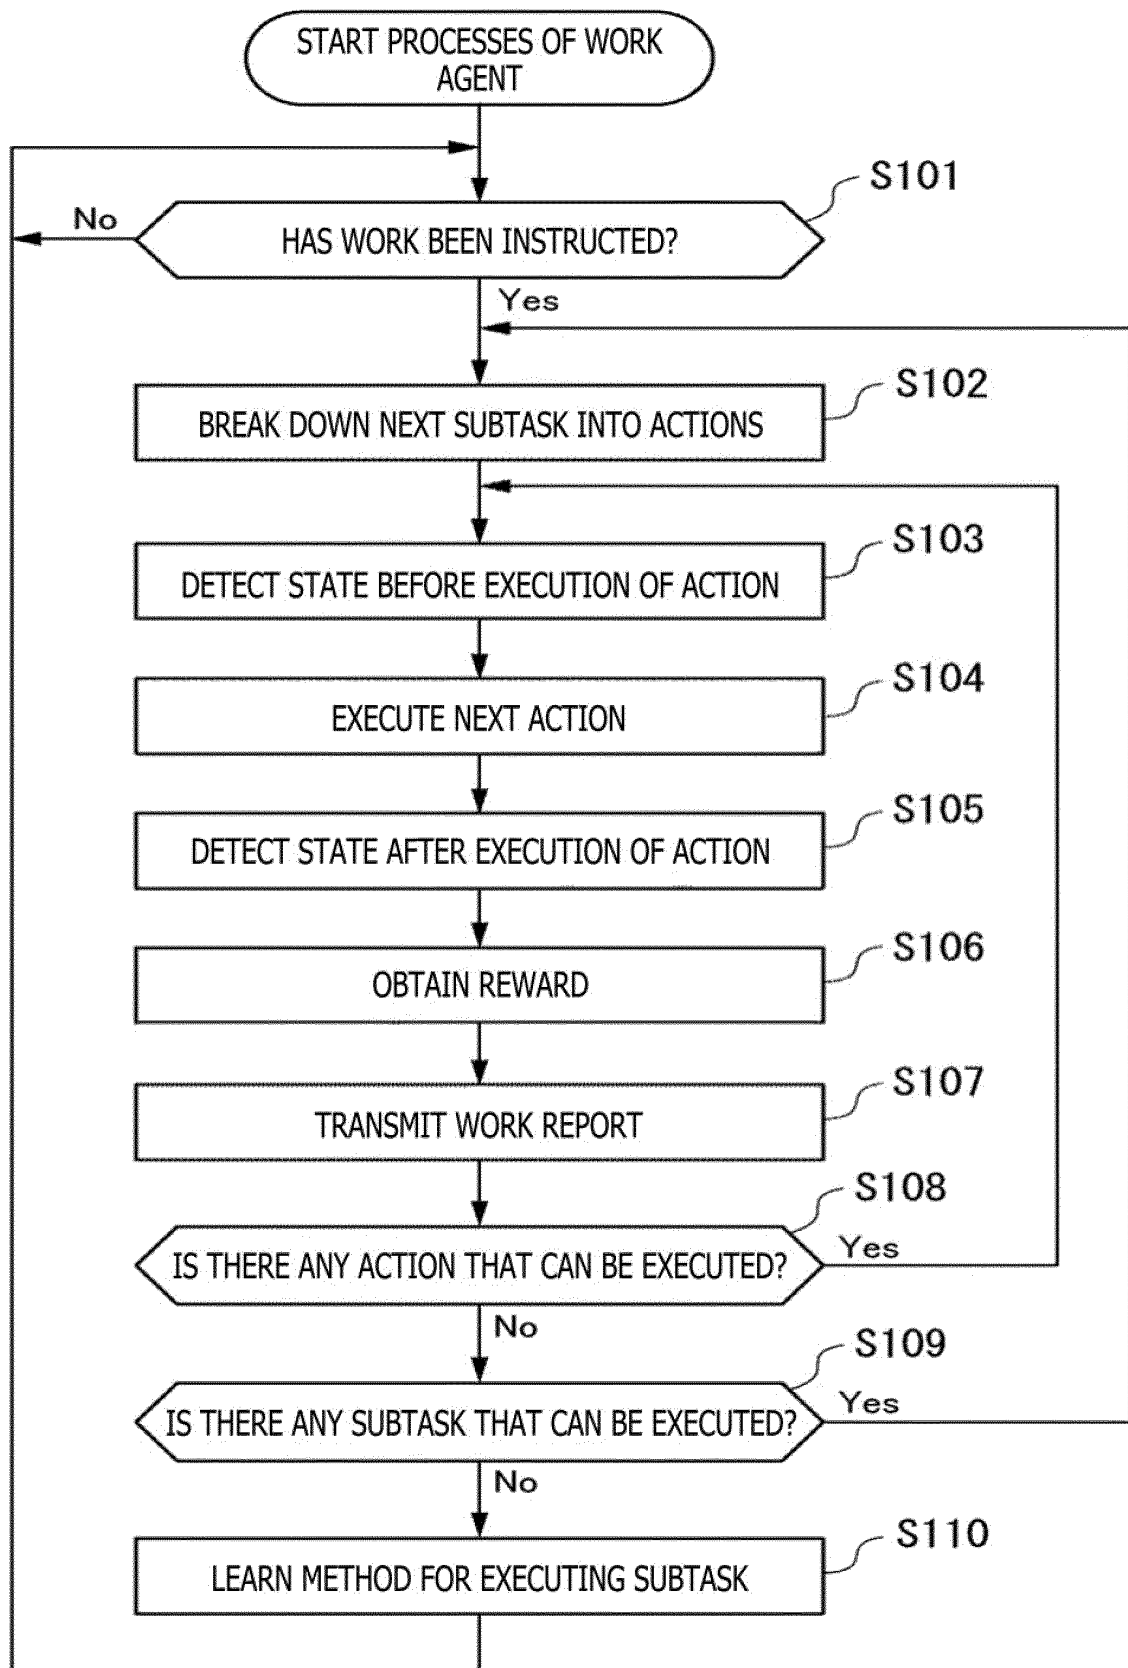 START PROCESSES OF WORK
AGENT
S101
No
HAS WORK BEEN INSTRUCTED?
Yes
S102
BREAK DOWN NEXT SUBTASK INTO ACTIONS
S103
DETECT STATE BEFORE EXECUTION OF ACTION
S104
EXECUTE NEXT ACTION
S105
DETECT STATE AFTER EXECUTION OF ACTION
S106
OBTAIN REWARD
S107
TRANSMIT WORK REPORT
S108
IS THERE ANY ACTION THAT CAN BE EXECUTED?
Yes
No
S109
IS THERE ANY SUBTASK THAT CAN BE EXECUTED?
Yes
No
S110
LEARN METHOD FOR EXECUTING SUBTASK